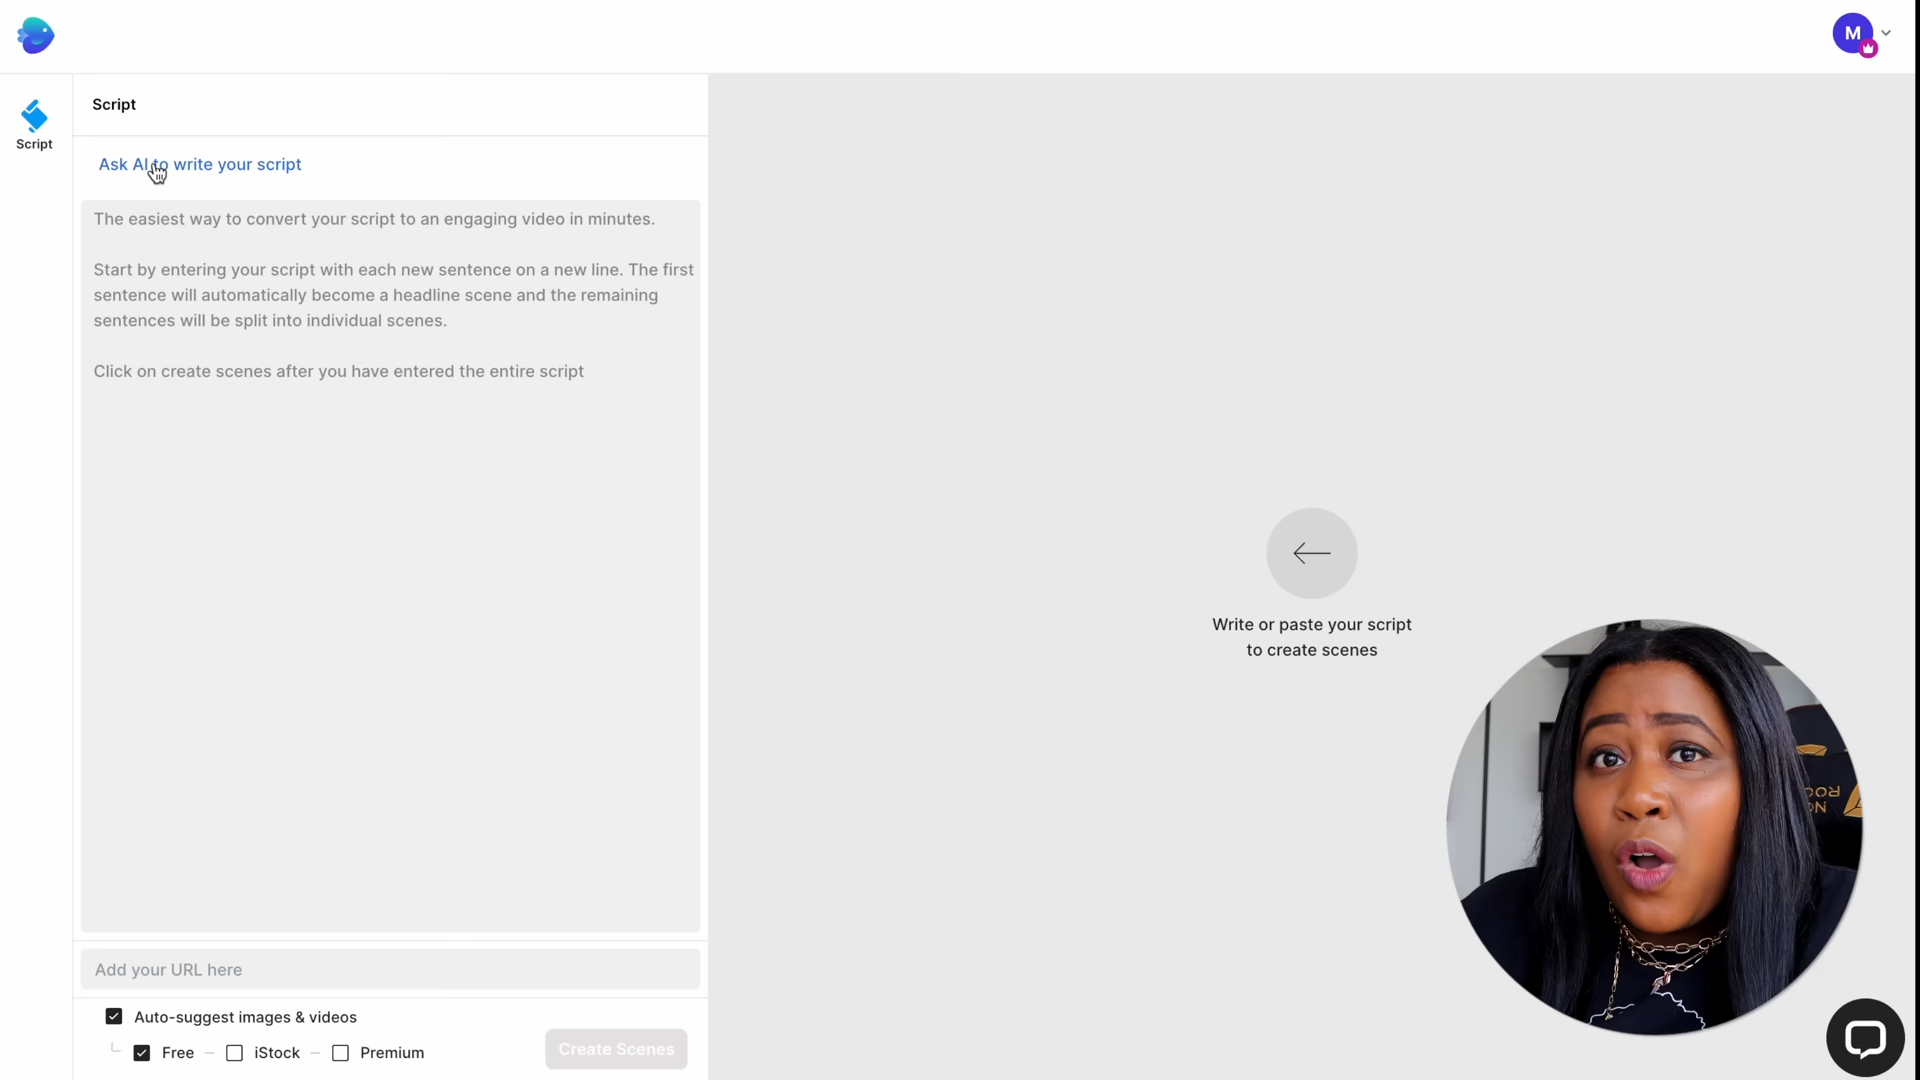 M
Script
Script
Ask AI to write your script
The easiest way to convert your script to an engaging video in minutes.
Start by entering your script with each new sentence on a new line. The first
sentence will automatically become a headline scene and the remaining
sentences will be split into individual scenes.
Click on create scenes after you have entered the entire script
Write or paste your script
to create scenes
Add your URL here
Auto-suggest images & videos
Free
iStock
Premium
Create Scenes